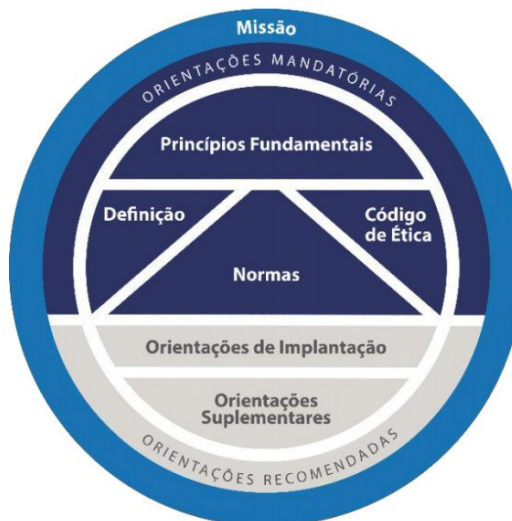 Missão
ORIENTAÇÕES MANDATÓRIAS
Princípios Fundamentais
Definição
Código
de Ética
Normas
Orientações de Implantação
Orientações
Suplementares
ORIENTAÇÕES RECOMENDADAS